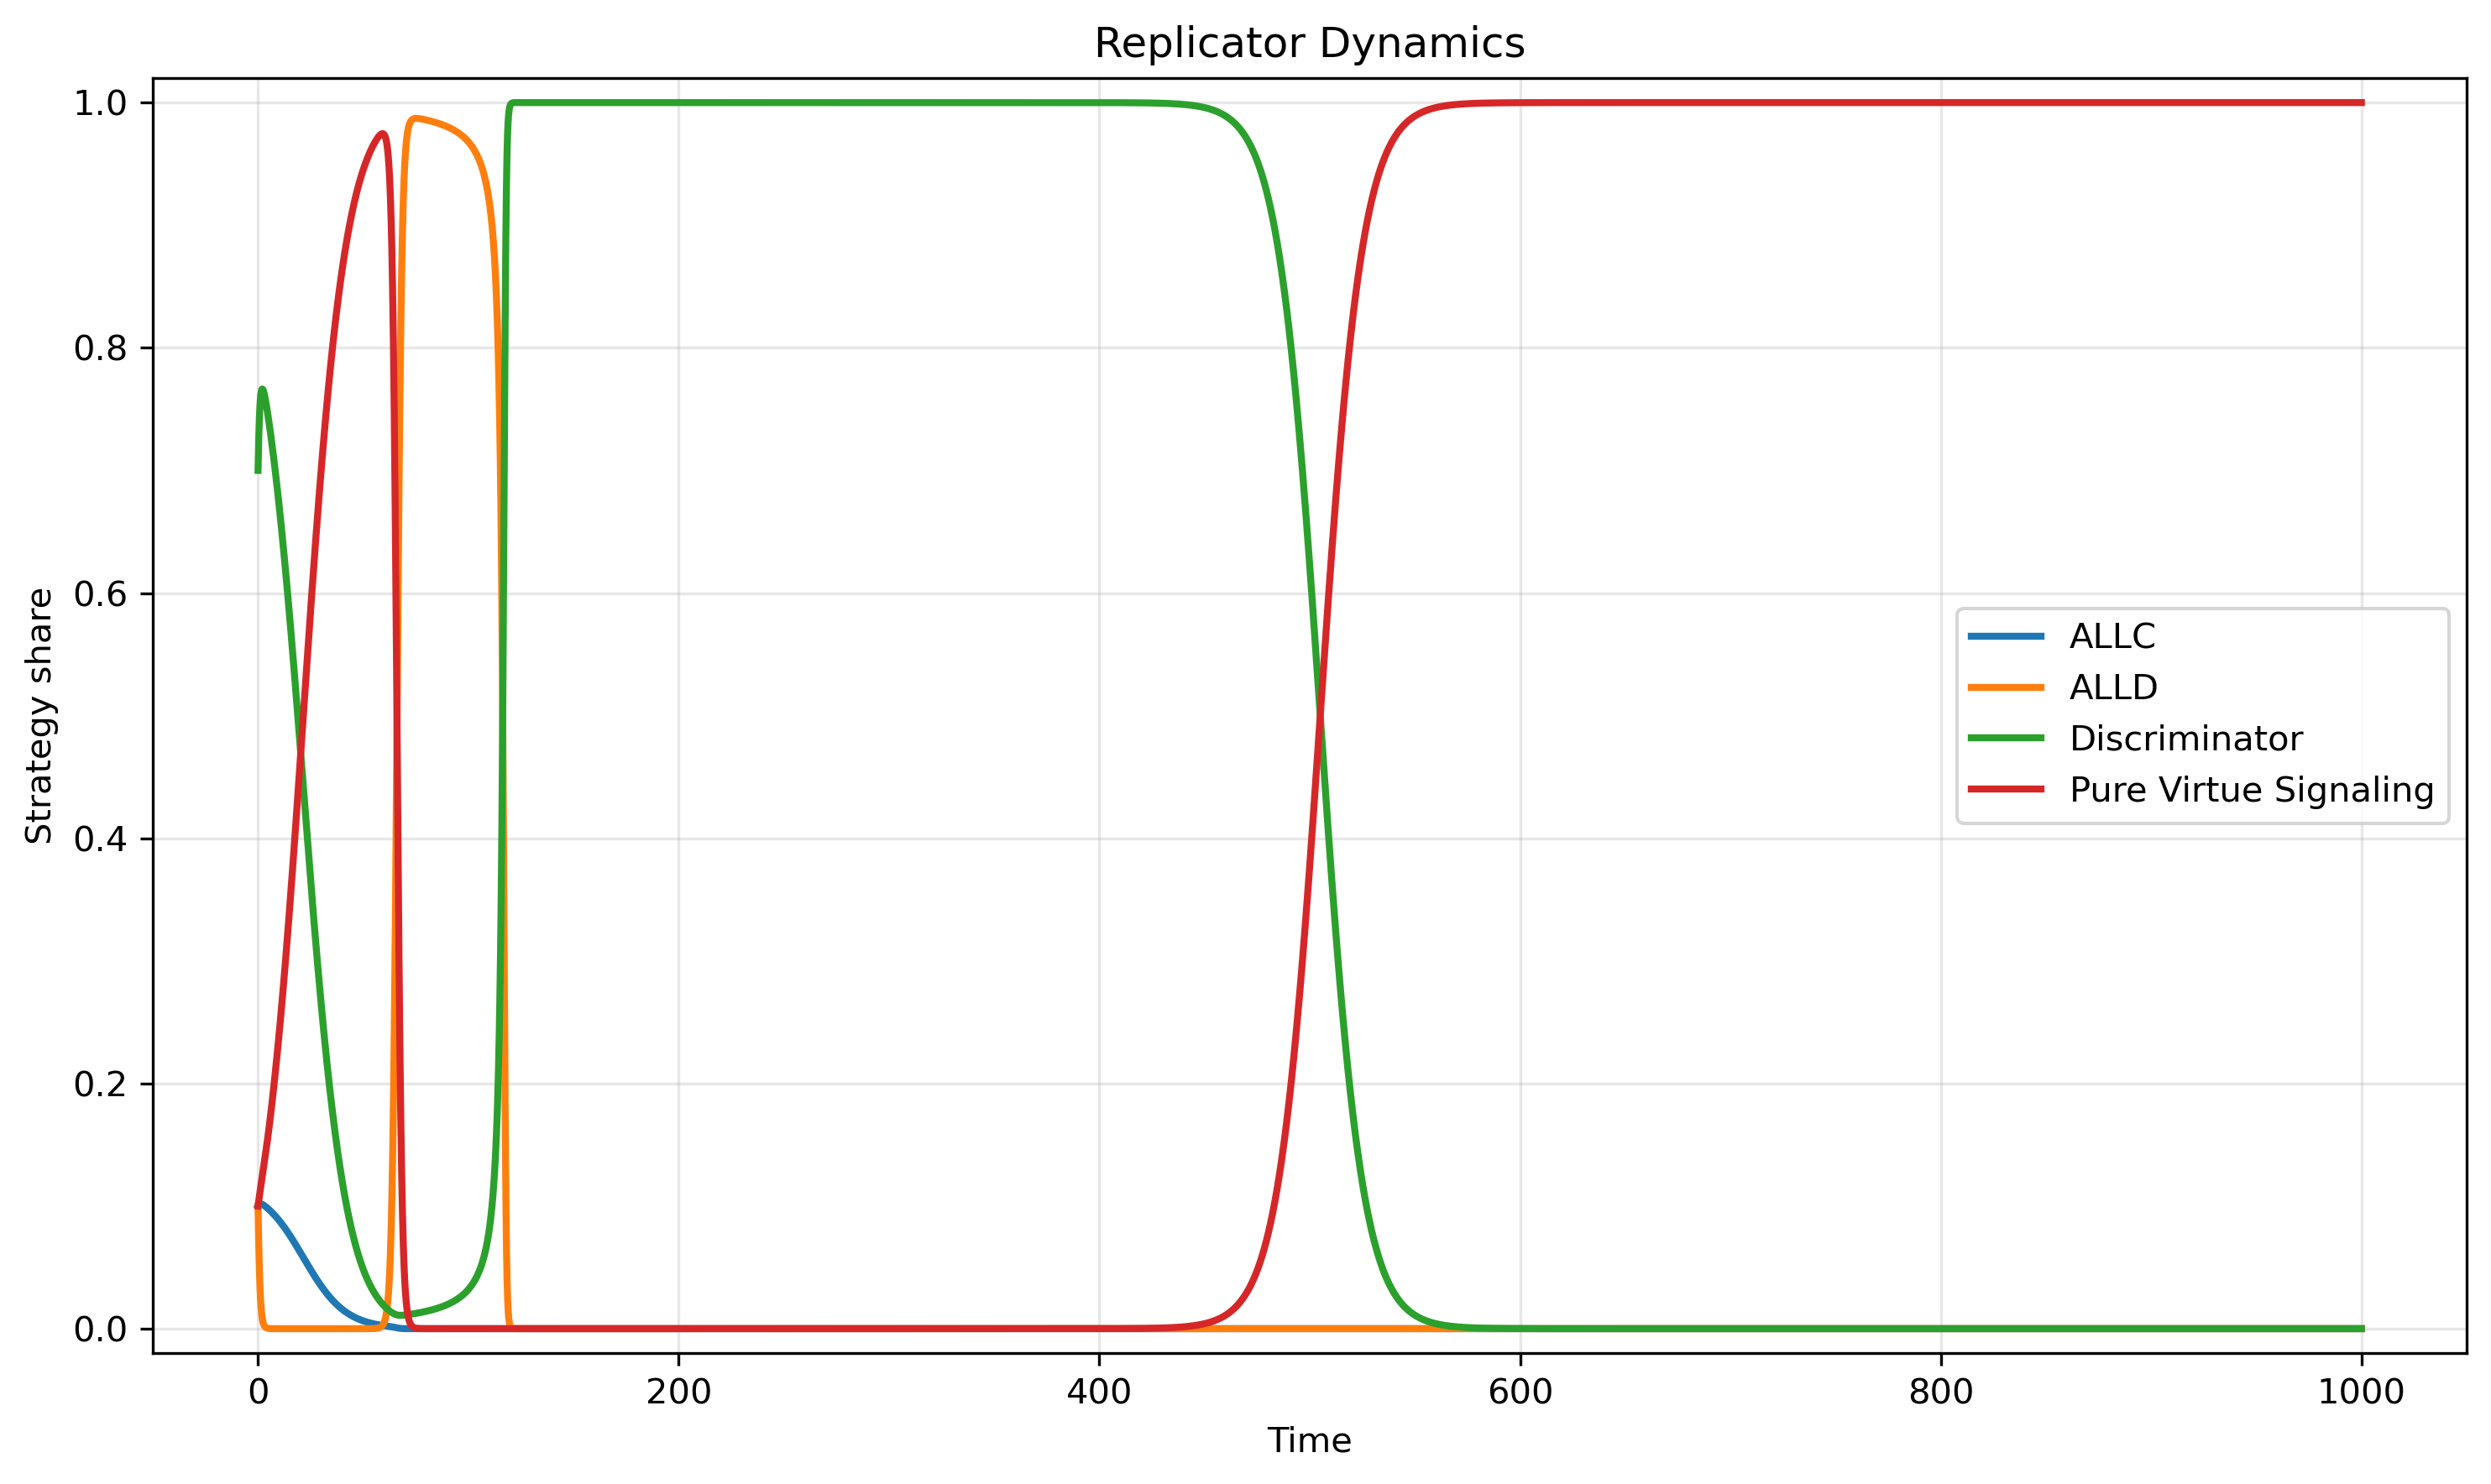 Replicator Dynamics
Strategy share
1.0
0.8
0.6
0.4
0.2
0.0
ALLC
ALLD
Discriminator
Pure Virtue Signaling
0 200 400 600 800 1000
Time